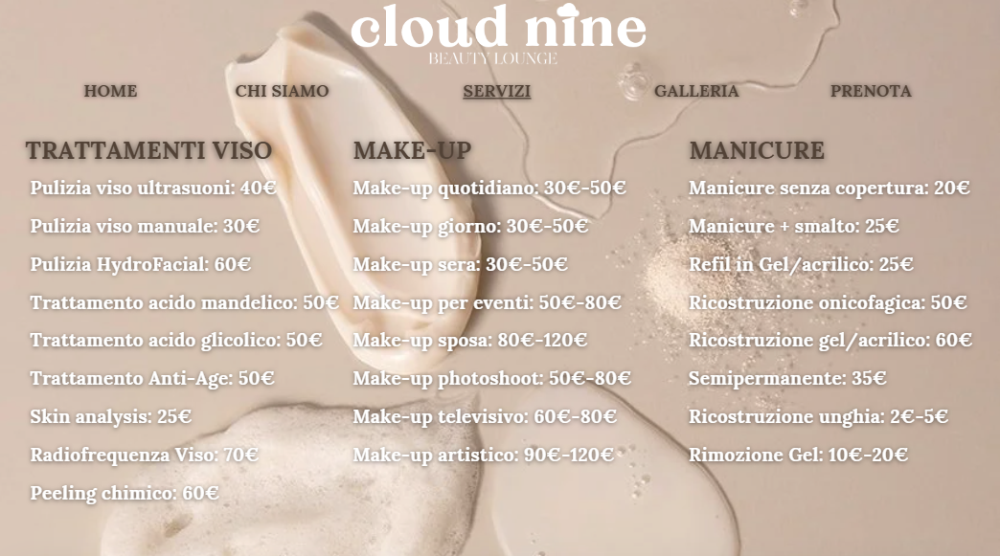 cloud nine
BEAUTY LOUNGE
HOME
CHI SIAMO
SERVIZI
GALLERIA
PRENOTA
TRATTAMENTI VISO
Pulizia viso ultrasuoni: 40€
Pulizia viso manuale: 30€
Pulizia HydroFacial: 60€
Trattamento acido mandelico: 50€
Trattamento acido glicolico: 50€
Trattamento Anti-Age: 50€
Skin analysis: 25€
Radiofrequenza Viso: 70€
Peeling chimico: 60€
MAKE-UP
Make-up quotidiano: 30€-50€
Make-up giorno: 30€-50€
Make-up sera: 30€-50€
Make-up per eventi: 50€-80€
Make-up sposa: 80€-120€
Make-up photoshoot: 50€-80€
Make-up televisivo: 60€-80€
Make-up artistico: 90€-120€
MANICURE
Manicure senza copertura: 20€
Manicure + smalto: 25€
Refil in Gel/acrilico: 25€
Ricostruzione onicofagica: 50€
Ricostruzione gel/acrilico: 60€
Semipermanente: 35€
Ricostruzione unghia: 2€-5€
Rimozione Gel: 10€-20€